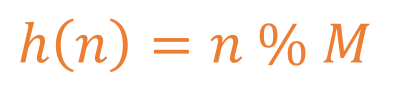 h(n) = n % M